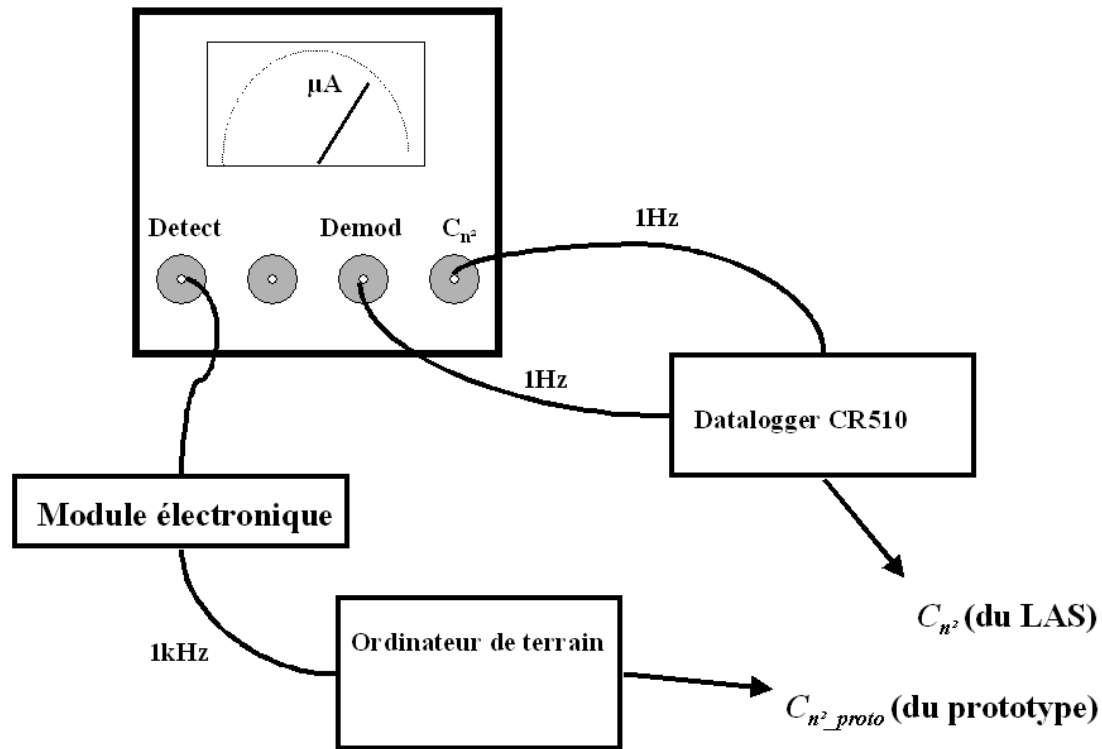 µA
Detect
Demod
Cₙ²
1Hz
1Hz
Datalogger CR510
Module électronique
Cₙ² (du LAS)
1kHz
Ordinateur de terrain
Cₙ²_proto (du prototype)